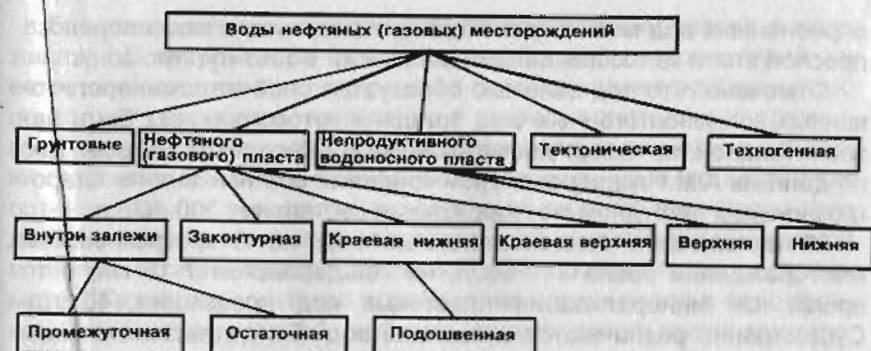 Воды нефтяных (газовых) месторождений
Грунтовые
Нефтяного
(газового) пласта
Непродуктивного
водоносного пласта
Тектоническая
Техногенная
Внутри залежи
Законтурная
Краевая нижняя
Краевая верхняя
Верхняя
Нижняя
Промежуточная
Остаточная
Подошвенная